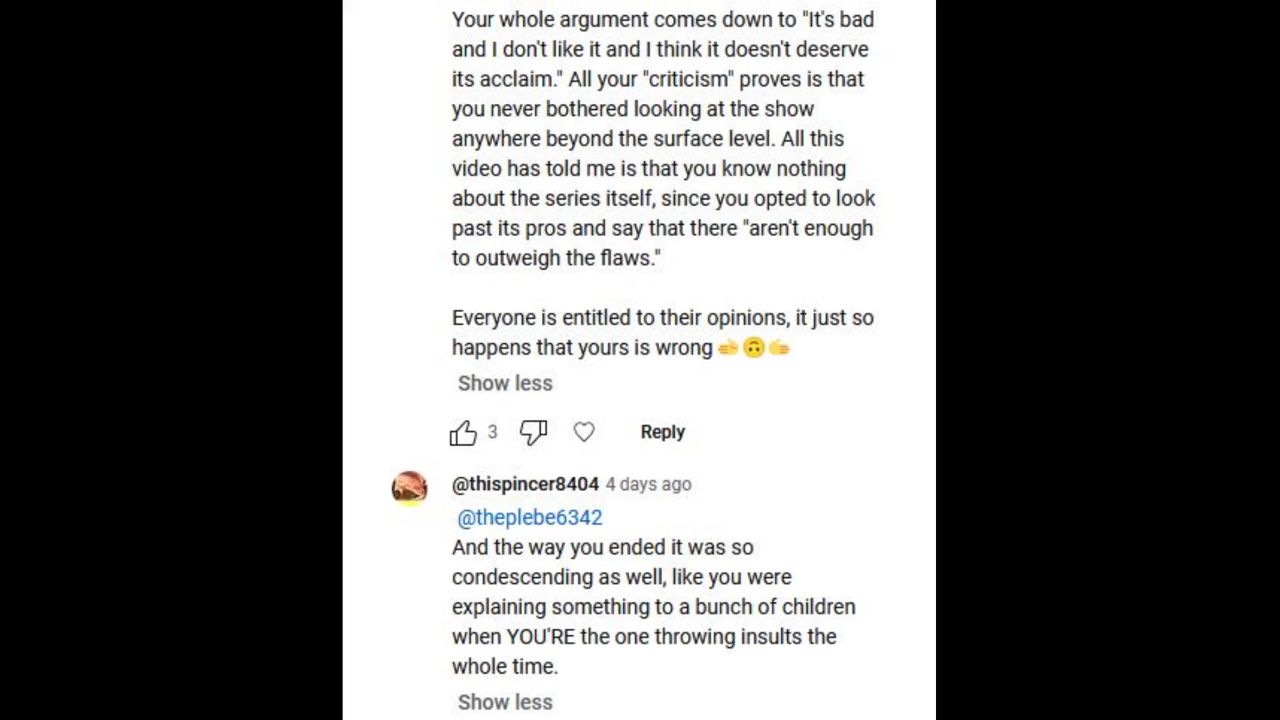 Your whole argument comes down to "It's bad
and I don't like it and I think it doesn't deserve
its acclaim." All your "criticism" proves is that
you never bothered looking at the show
anywhere beyond the surface level. All this
video has told me is that you know nothing
about the series itself, since you opted to look
past its pros and say that there "aren't enough
to outweigh the flaws."
Everyone is entitled to their opinions, it just so
happens that yours is wrong 🫲🙃🫱
Show less
3 Reply
@thispincer8404 4 days ago
@theplebe6342
And the way you ended it was so
condescending as well, like you were
explaining something to a bunch of children
when YOU'RE the one throwing insults the
whole time.
Show less